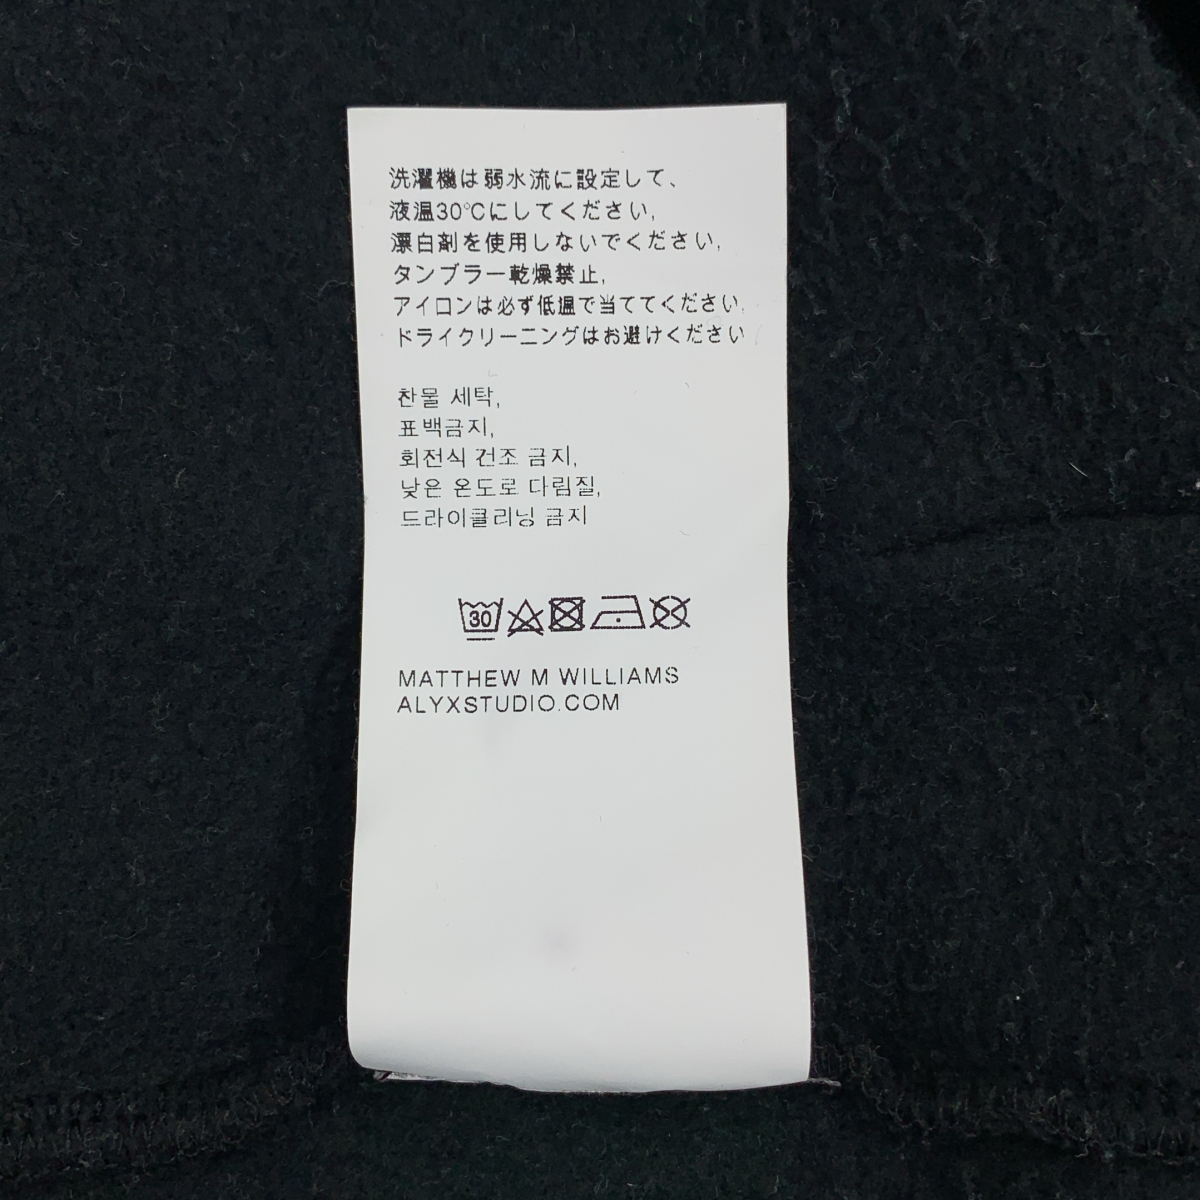 洗濯機は弱水流に設定して、
液温30℃にしてください,
漂白剤を使用しないでください,
タンブラー乾燥禁止,
アイロンは必ず低温で当ててください,
ドライクリーニングはお避けください
찬물 세탁,
표백금지,
회전식 건조 금지,
낮은 온도로 다림질,
드라이클리닝 금지
30
MATTHEW M WILLIAMS
ALYXSTUDIO.COM